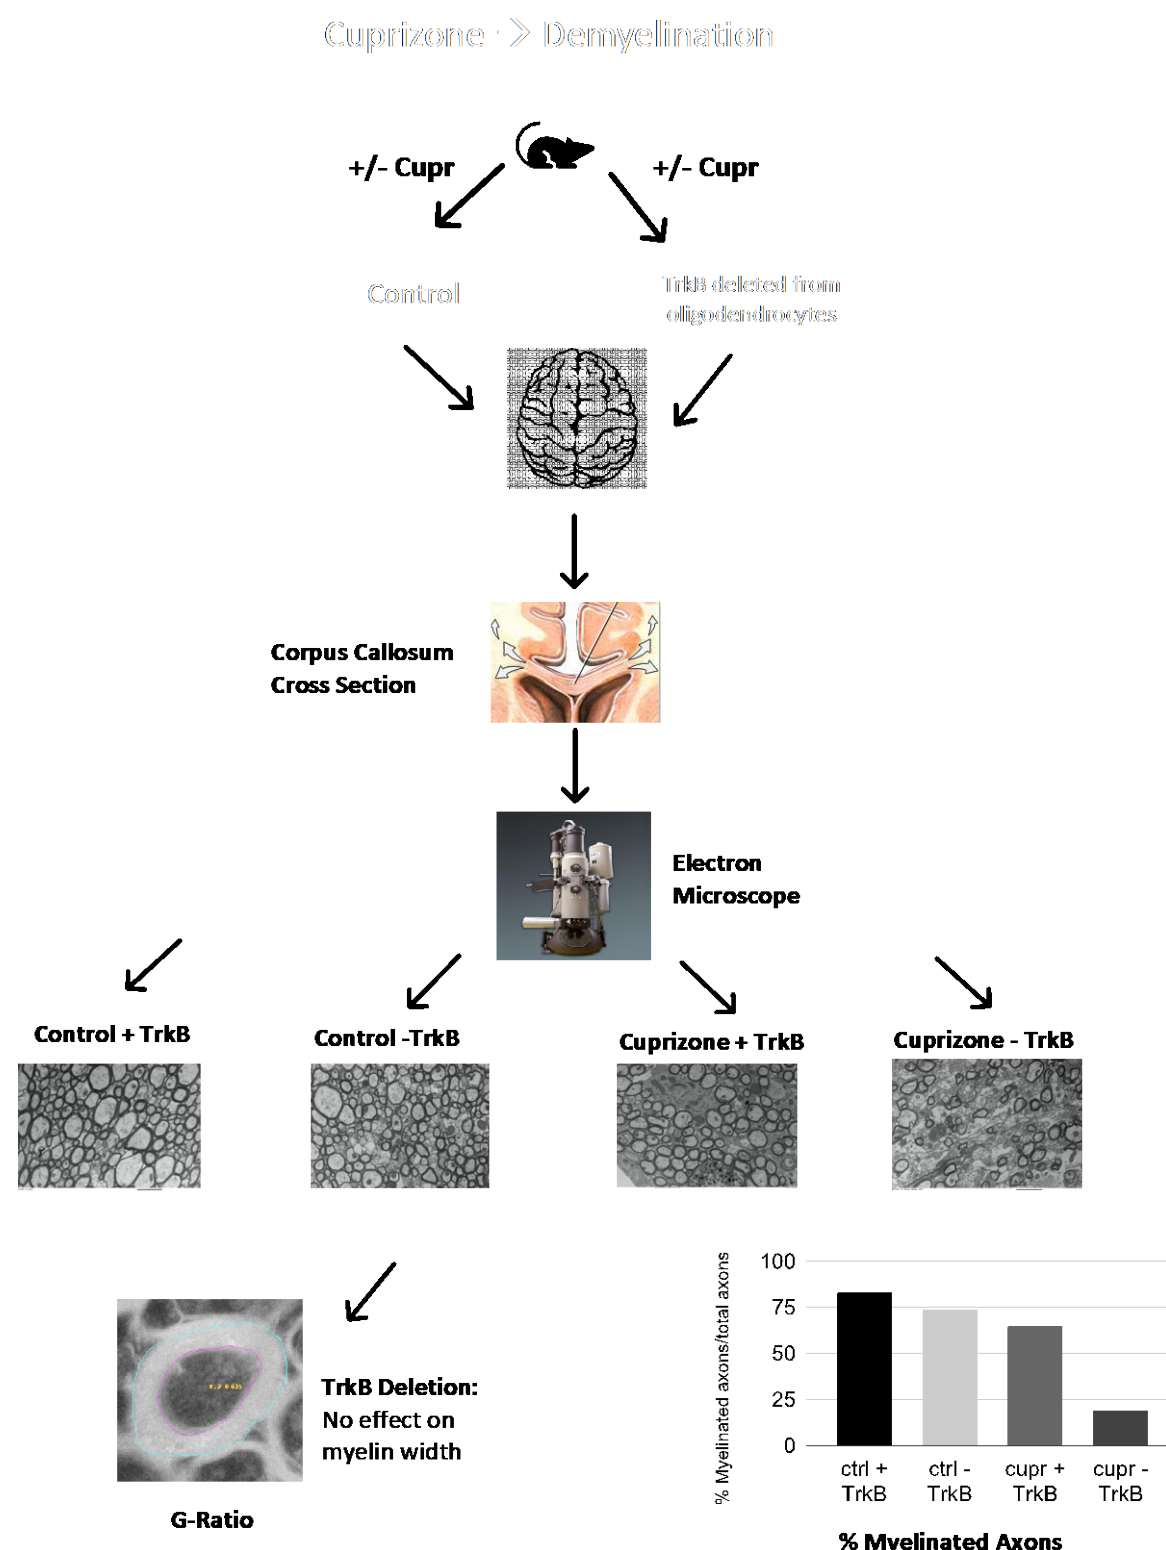 Cuprizone -> Demyelination
+/- Cupr
+/- Cupr
Control
TrkB deleted from
oligodendrocytes
Corpus Callosum
Cross Section
Electron
Microscope
Control + TrkB
Control -TrkB
Cuprizone + TrkB
Cuprizone - TrkB
TrkB Deletion:
No effect on
myelin width
G-Ratio
% Myelinated axons/total axons
100
75
50
25
0
ctrl +
TrkB
ctrl -
TrkB
cupr +
TrkB
cupr -
TrkB
% Myelinated Axons